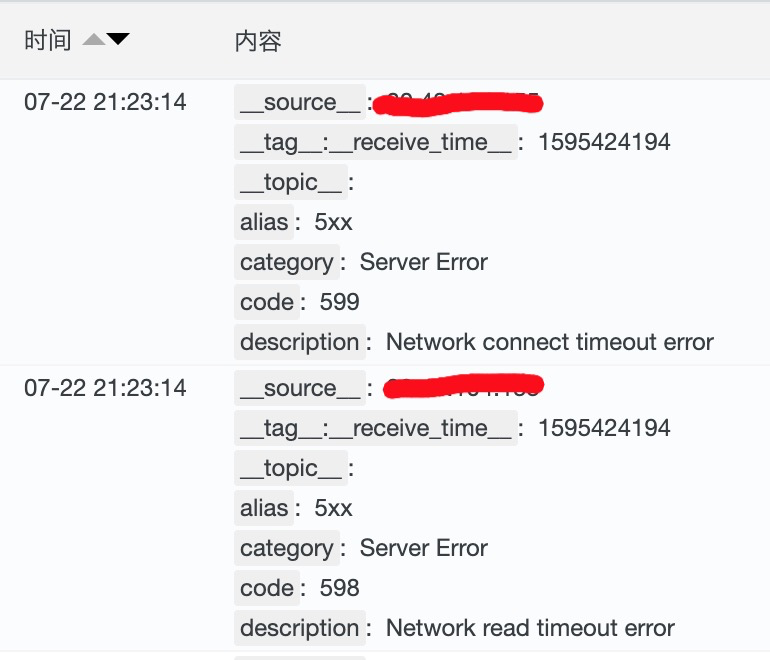 时间 内容
07-22 21:23:14 __source__ :
__tag__:__receive_time__ : 1595424194
__topic__ :
alias : 5xx
category : Server Error
code : 599
description : Network connect timeout error
07-22 21:23:14 __source__ :
__tag__:__receive_time__ : 1595424194
__topic__ :
alias : 5xx
category : Server Error
code : 598
description : Network read timeout error